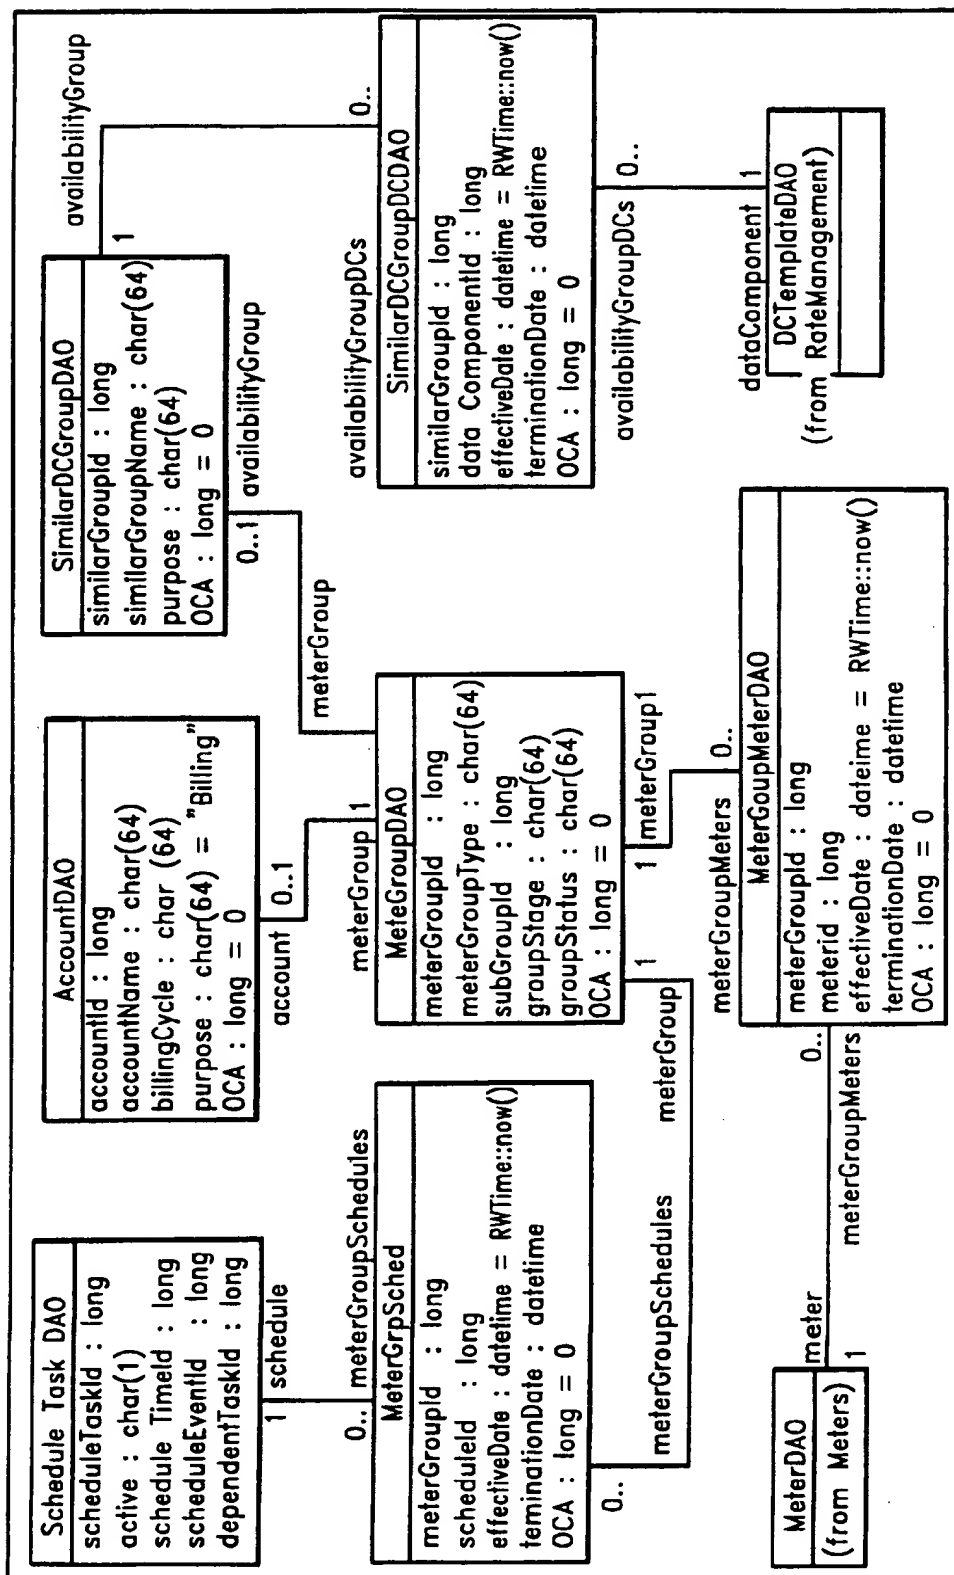 Schedule Task DAO
scheduleTaskId : long
active : char(1)
schedule TimeId : long
scheduleEventId : long
dependentTaskId : long
1
schedule
0..
meterGroupSchedules
MeterGrpSched
meterGroupId : long
scheduleId : long
effectiveDate : datetime = RWTime::now()
teminationDate : datetime
OCA : long = 0
0..
meterGroupSchedules
meterGroup
1
AccountDAO
accountId : long
accountName : char(64)
billingCycle : char (64)
purpose : char(64) = "Billing"
OCA : long = 0
account
0..1
meterGroup
1
MeteGroupDAO
meterGroupId : long
meterGroupType : char(64)
subGroupId : long
groupStage : char(64)
groupStatus : char(64)
OCA : long = 0
1
meterGroup1
meterGroupMeters
0..
MeterGoupMeterDAO
meterGroupId : long
meterid : long
effectiveDate : dateime = RWTime::now()
terminationDate : datetime
OCA : long = 0
0..
meterGroupMeters
meter
1
MeterDAO
(from Meters)
SimilarDCGroupDAO
similarGroupId : long
similarGroupName : char(64)
purpose : char(64)
OCA : long = 0
0..1
availabilityGroup
meterGroup
1
availabilityGroup
availabilityGroupDCs
0..
SimilarDCGroupDCDAO
similarGroupId : long
data ComponentId : long
effectiveDate : datetime = RWTime::now()
terminationDate : datetime
OCA : long = 0
availabilityGroupDCs
0..
dataComponent
1
DCTemplateDAO
(from RateManagement)